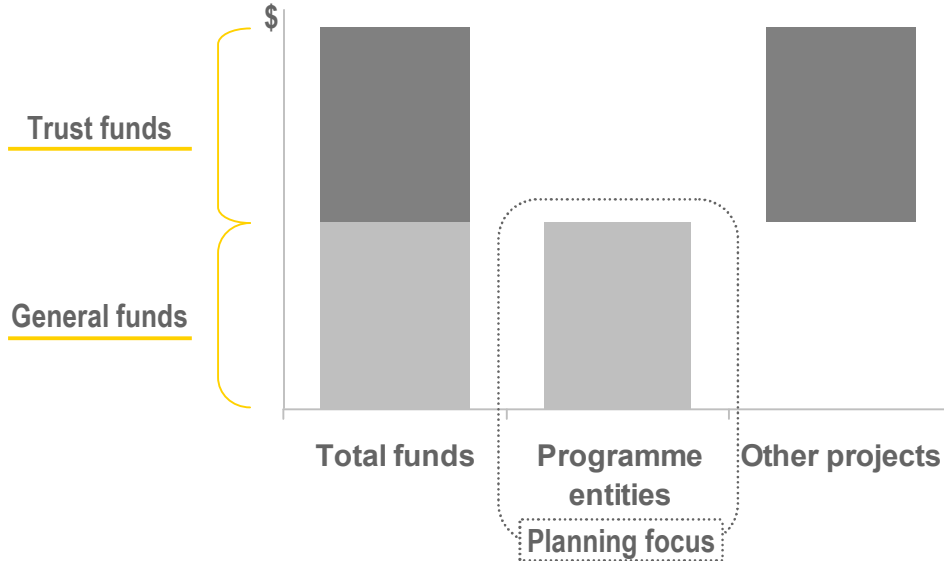 $
Trust funds
General funds
Total funds
Programme
entities
Other projects
Planning focus